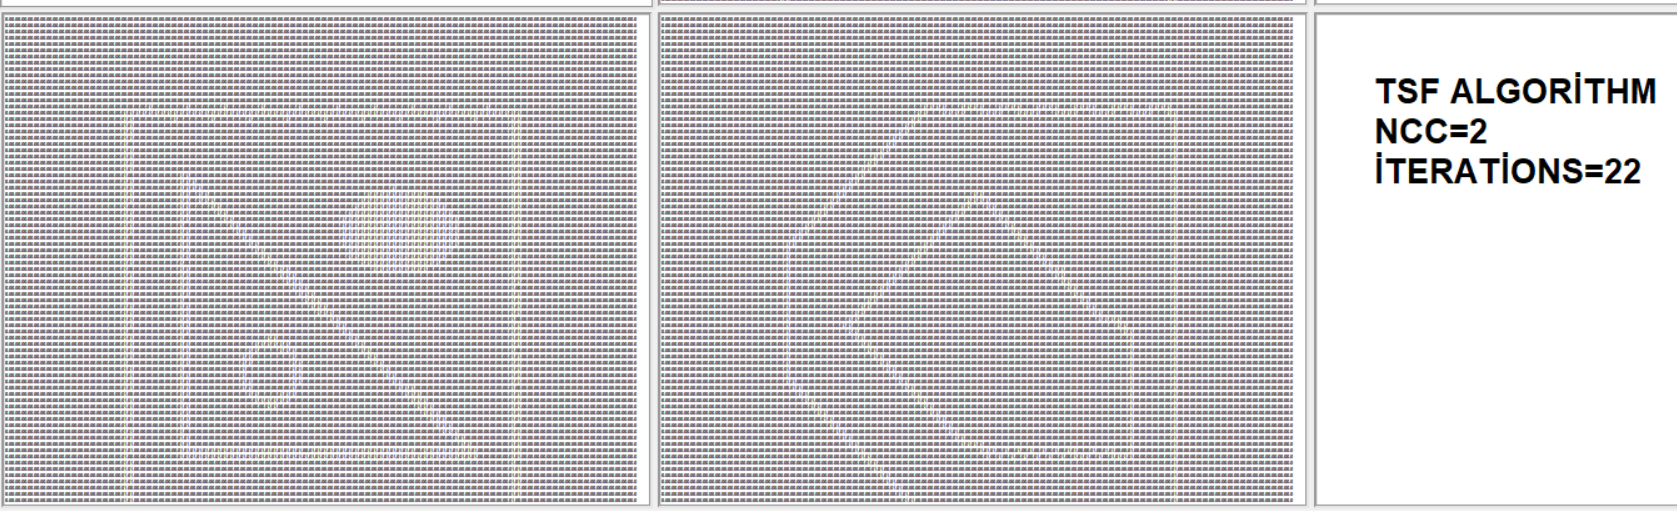 TSF ALGORİTHM
NCC=2
İTERATİONS=22